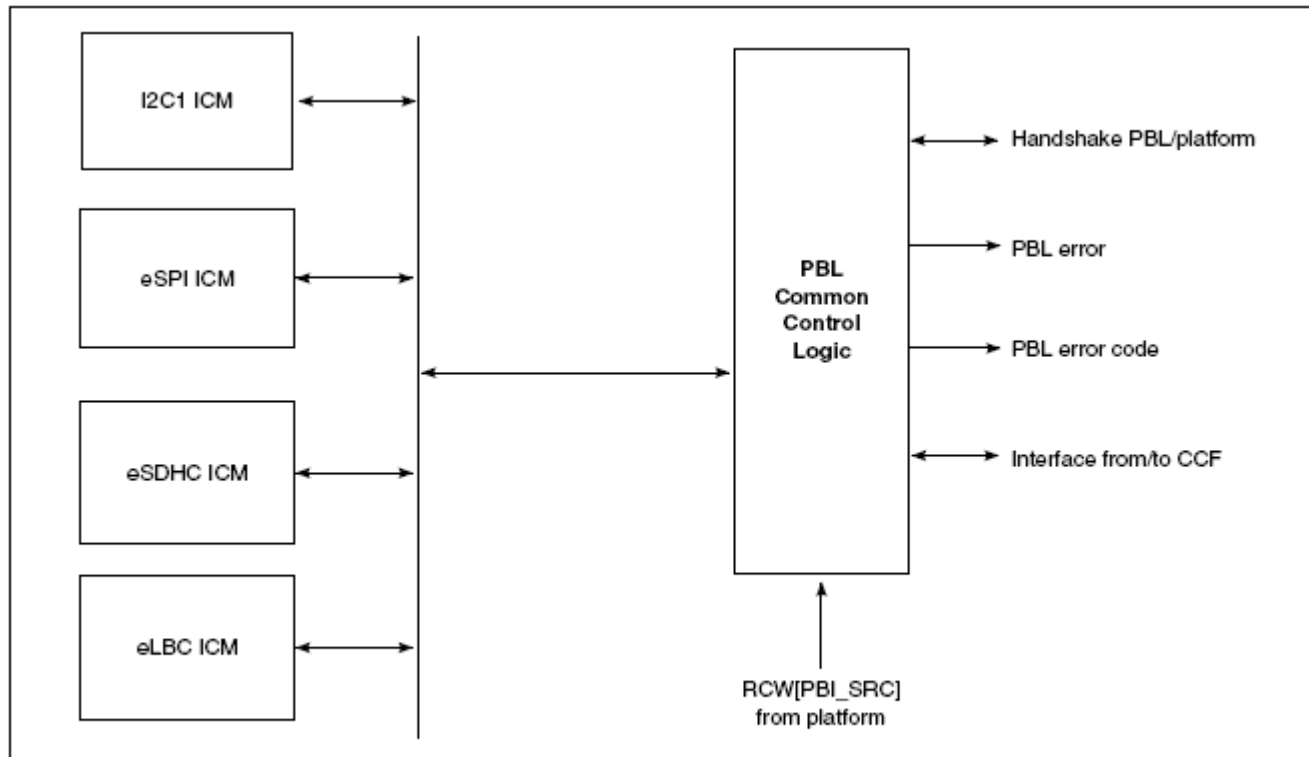 I2C1 ICM
eSPI ICM
eSDHC ICM
eLBC ICM
PBL
Common
Control
Logic
Handshake PBL/platform
PBL error
PBL error code
Interface from/to CCF
RCW[PBI_SRC]
from platform